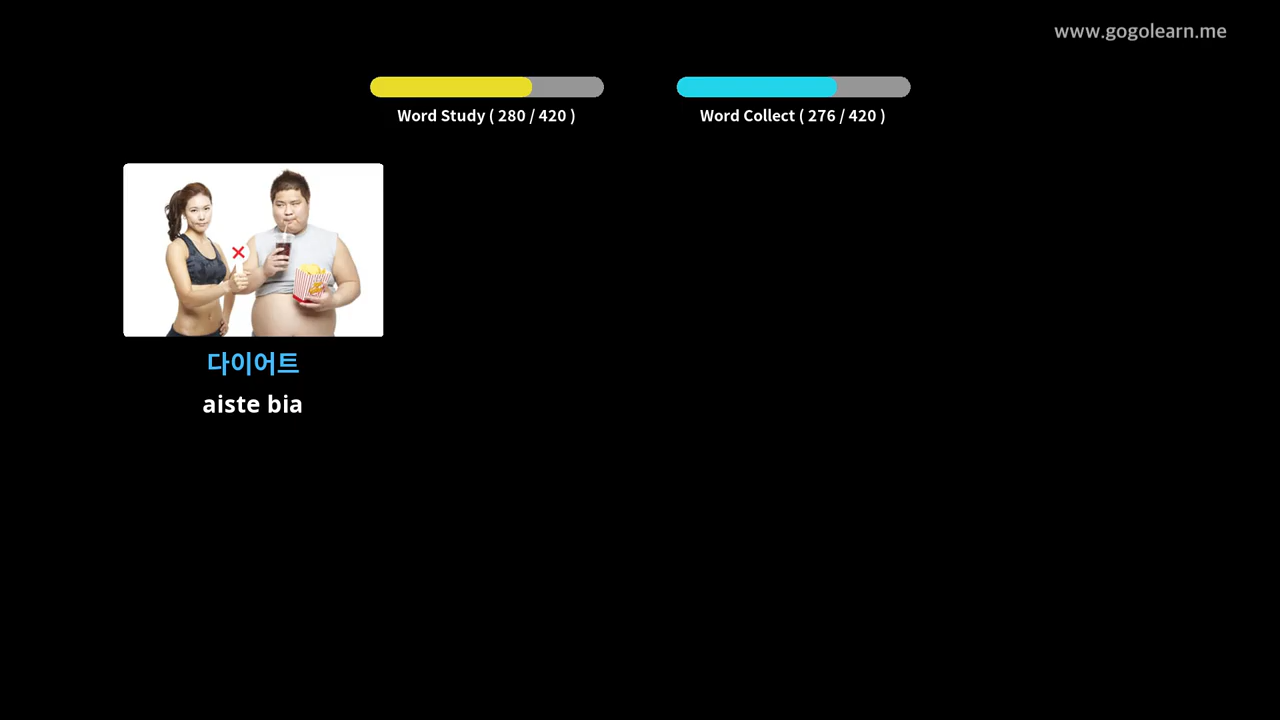 www.gogolearn.me
Word Study ( 280 / 420 )
Word Collect ( 276 / 420 )
다이어트
aiste bia